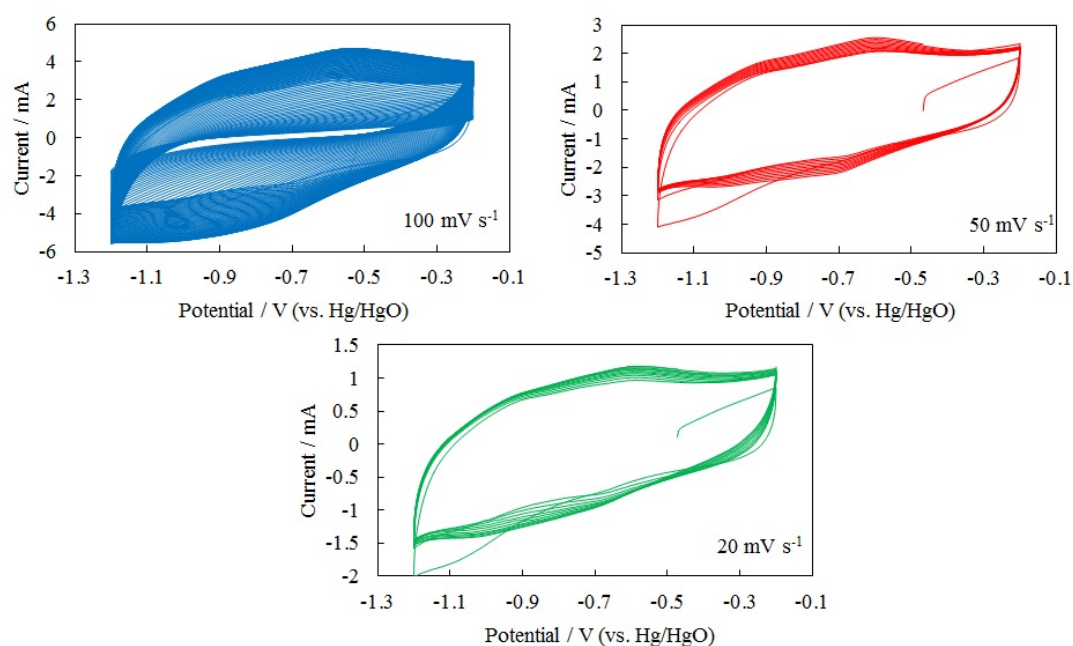 6
4
2
0
-2
-4
-6
Current / mA
100 mV s-1
-1.3 -1.1 -0.9 -0.7 -0.5 -0.3 -0.1
Potential / V (vs. Hg/HgO)
4
3
2
1
0
-1
-2
-3
-4
-5
Current / mA
50 mV s-1
-1.3 -1.1 -0.9 -0.7 -0.5 -0.3 -0.1
Potential / V (vs. Hg/HgO)
1.5
1
0.5
0
-0.5
-1
-1.5
-2
Current / mA
20 mV s-1
-1.3 -1.1 -0.9 -0.7 -0.5 -0.3 -0.1
Potential / V (vs. Hg/HgO)